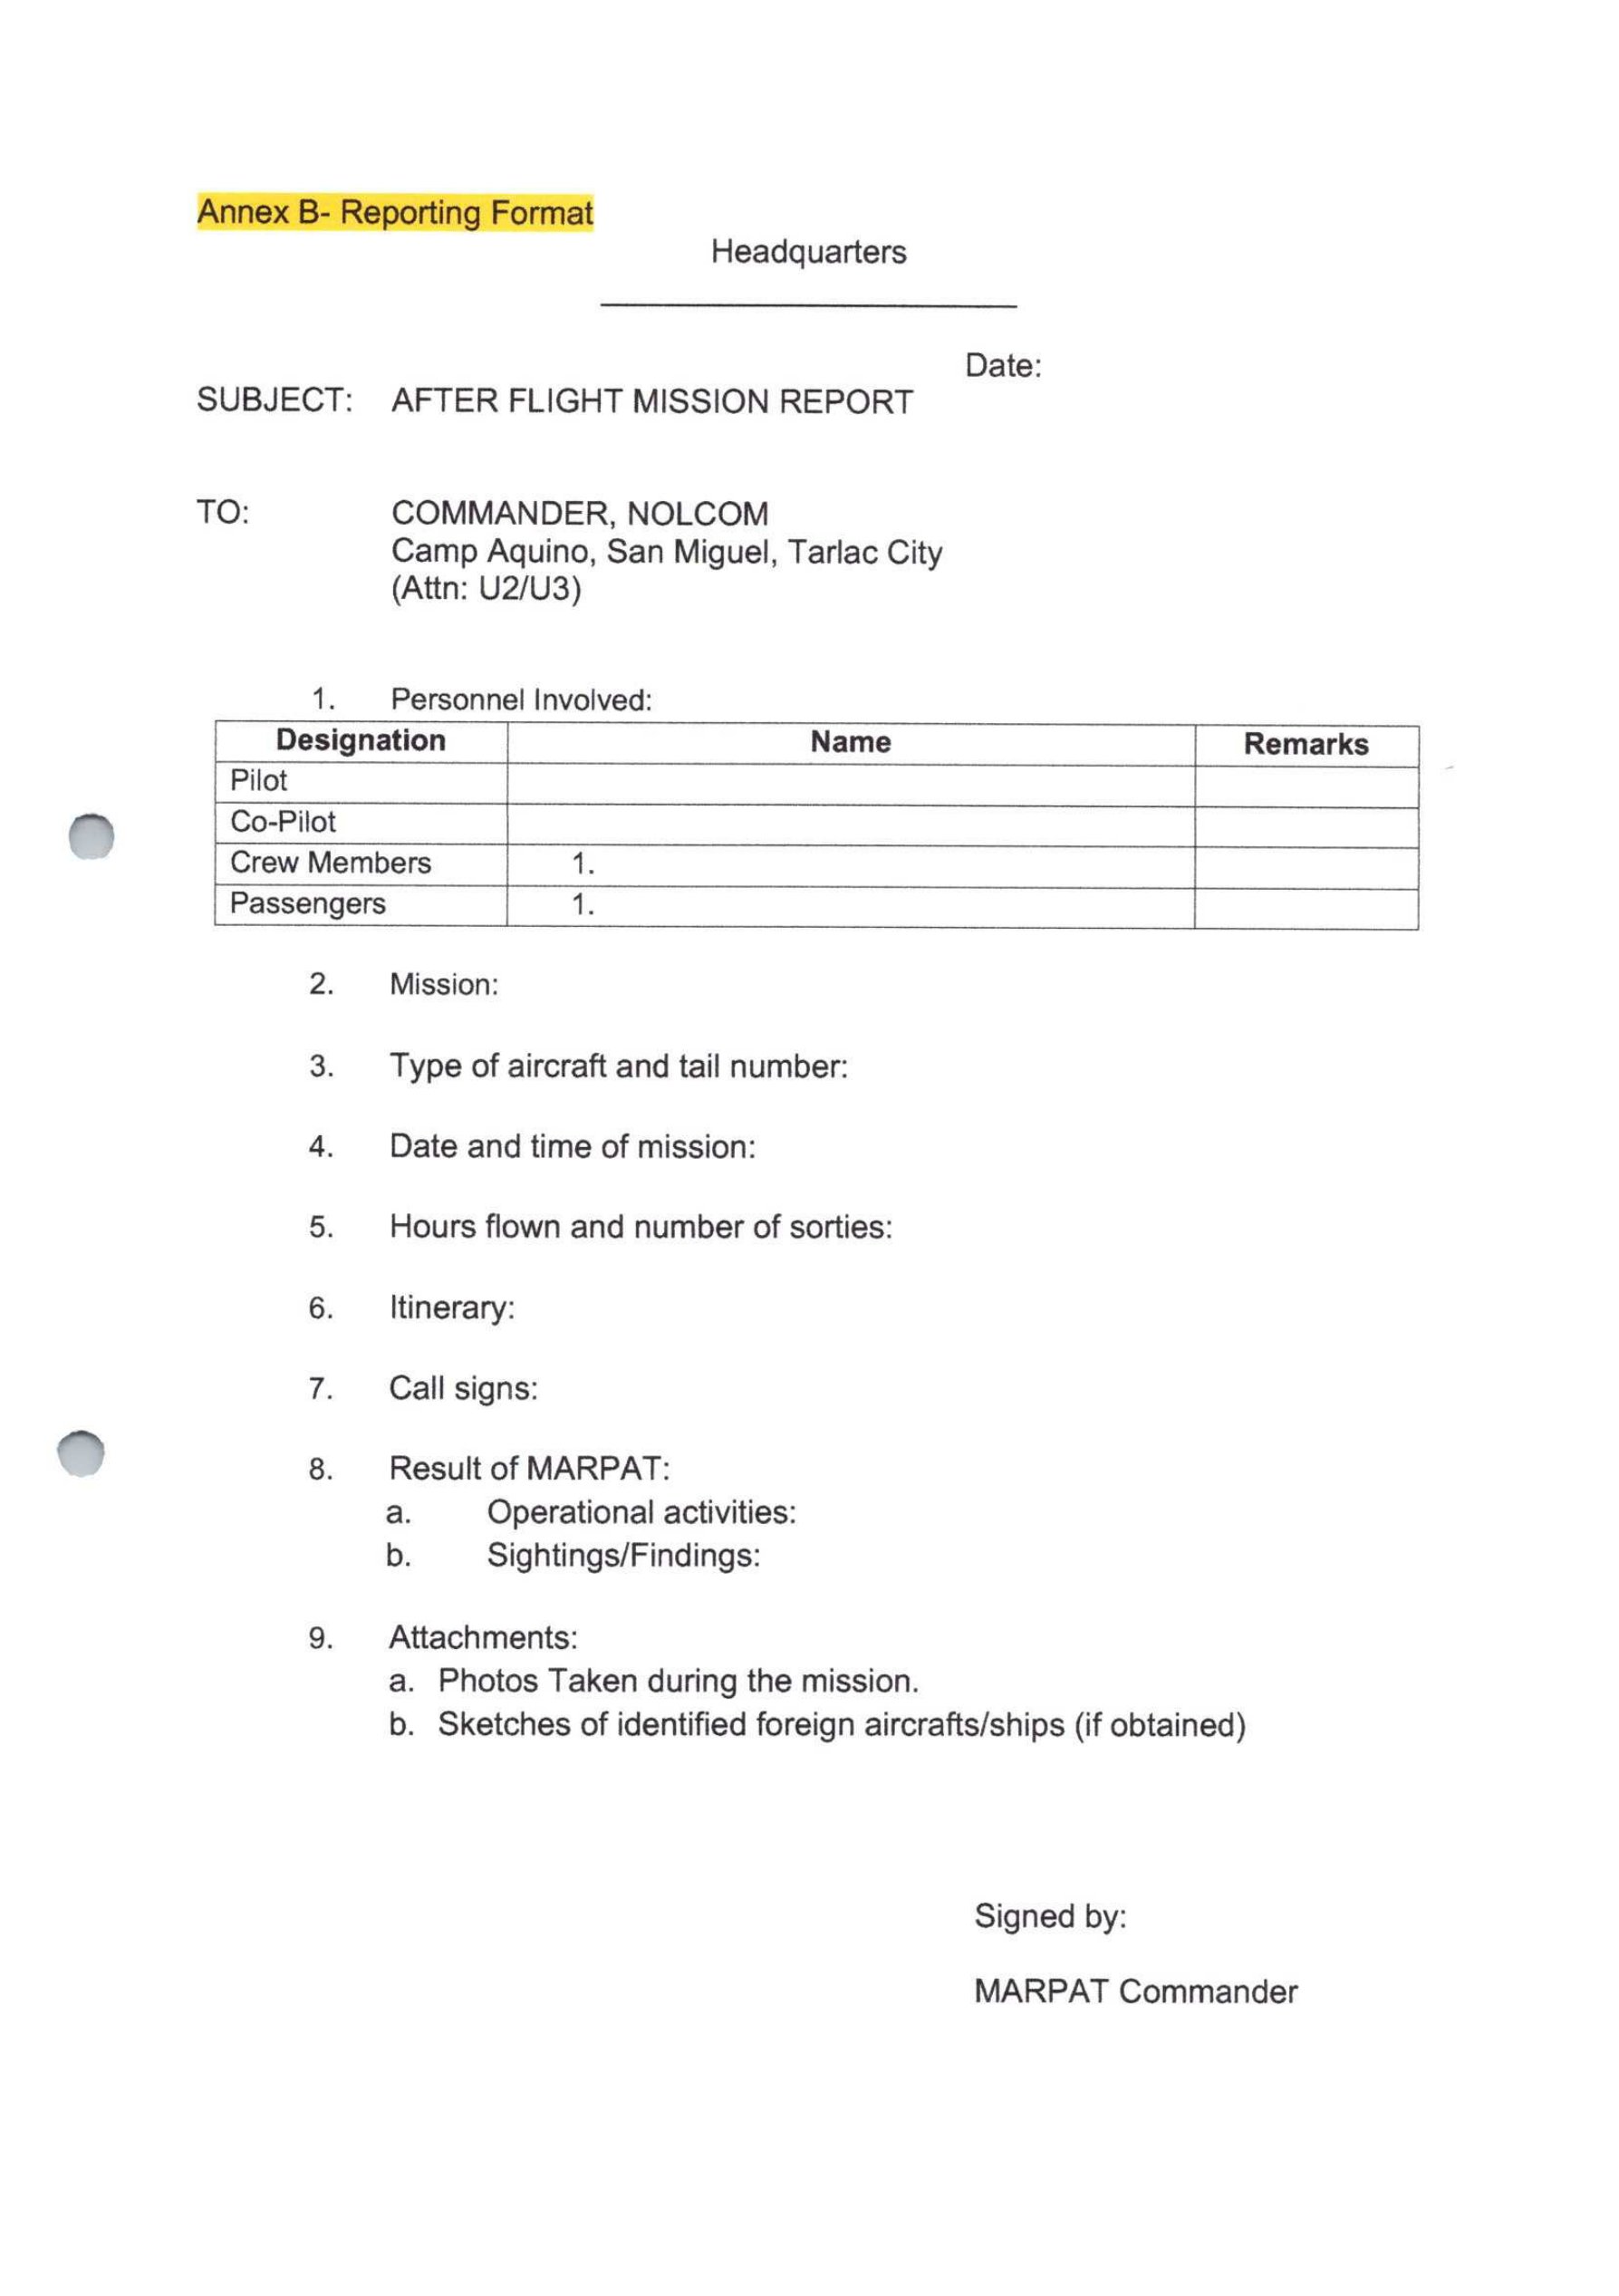 Annex B- Reporting Format
Headquarters
Date:
SUBJECT: AFTER FLIGHT MISSION REPORT
TO: COMMANDER, NOLCOM
Camp Aquino, San Miguel, Tarlac City
(Attn: U2/U3)
1. Personnel Involved:
Designation Name Remarks
Pilot
Co-Pilot
Crew Members 1.
Passengers 1.
2. Mission:
3. Type of aircraft and tail number:
4. Date and time of mission:
5. Hours flown and number of sorties:
6. Itinerary:
7. Call signs:
8. Result of MARPAT:
a. Operational activities:
b. Sightings/Findings:
9. Attachments:
a. Photos Taken during the mission.
b. Sketches of identified foreign aircrafts/ships (if obtained)
Signed by:
MARPAT Commander